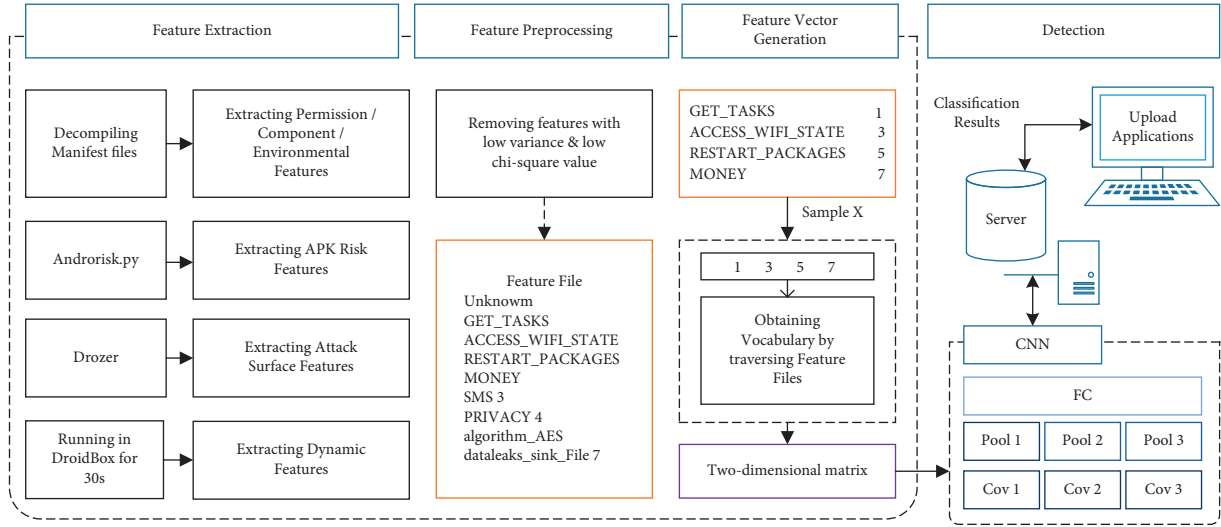 Feature Extraction
Feature Preprocessing
Feature Vector
Generation
Detection
Decompiling
Manifest files
Extracting Permission /
Component /
Environmental
Features
Androrisk.py
Extracting APK Risk
Features
Drozer
Extracting Attack
Surface Features
Running in
DroidBox for
30s
Extracting Dynamic
Features
Removing features with
low variance & low
chi-square value
Feature File
Unknowm
GET_TASKS
ACCESS_WIFI_STATE
RESTART_PACKAGES
MONEY
SMS 3
PRIVACY 4
algorithm_AES
dataleaks_sink_File 7
GET_TASKS 1
ACCESS_WIFI_STATE 3
RESTART_PACKAGES 5
MONEY 7
Sample X
1 3 5 7
Obtaining
Vocabulary by
traversing Feature
Files
Two-dimensional matrix
Classification
Results
Upload
Applications
Server
CNN
FC
Pool 1 Pool 2 Pool 3
Cov 1 Cov 2 Cov 3